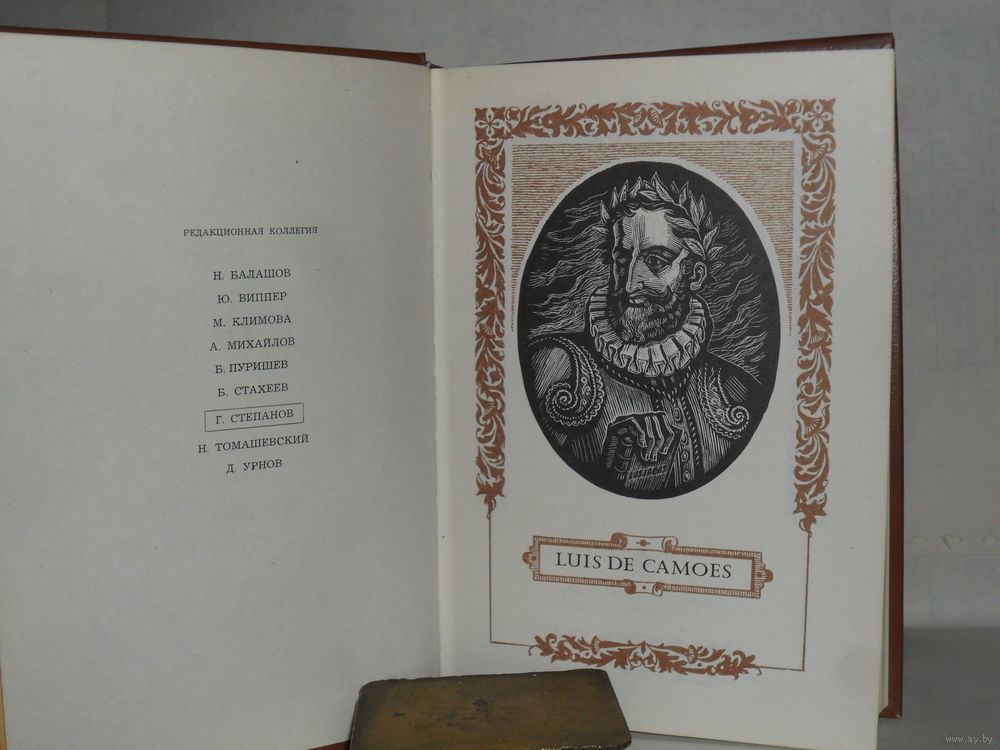 РЕДАКЦИОННАЯ КОЛЛЕГИЯ
Н. БАЛАШОВ
Ю. ВИППЕР
М. КЛИМОВА
А. МИХАЙЛОВ
Б. ПУРИШЕВ
Б. СТАХЕЕВ
Г. СТЕПАНОВ
Н. ТОМАШЕВСКИЙ
Д. УРНОВ
LUIS DE CAMOES
www.ay.by